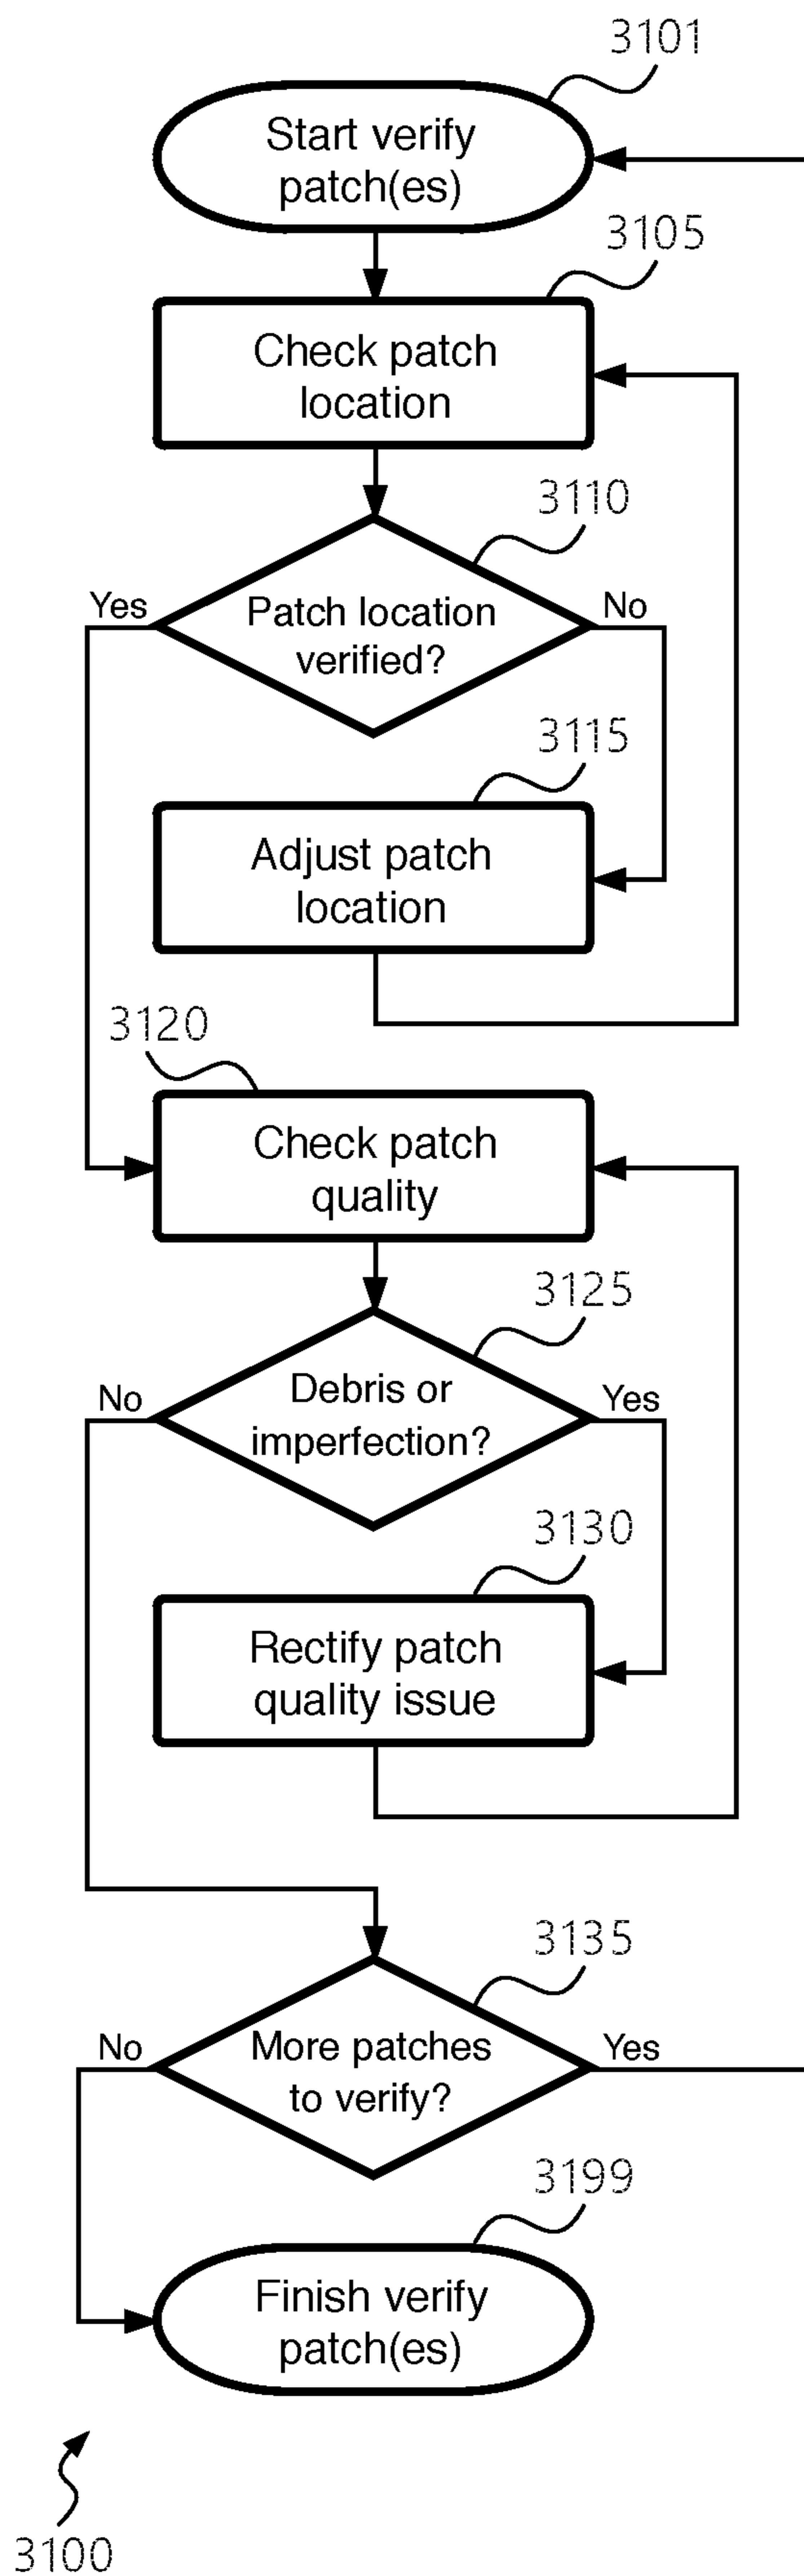 3101
Start verify
patch(es)
3105
Check patch
location
3110
Yes
Patch location
verified?
No
3115
Adjust patch
location
3120
Check patch
quality
3125
No
Debris or
imperfection?
Yes
3130
Rectify patch
quality issue
3135
No
More patches
to verify?
Yes
3199
Finish verify
patch(es)
3100